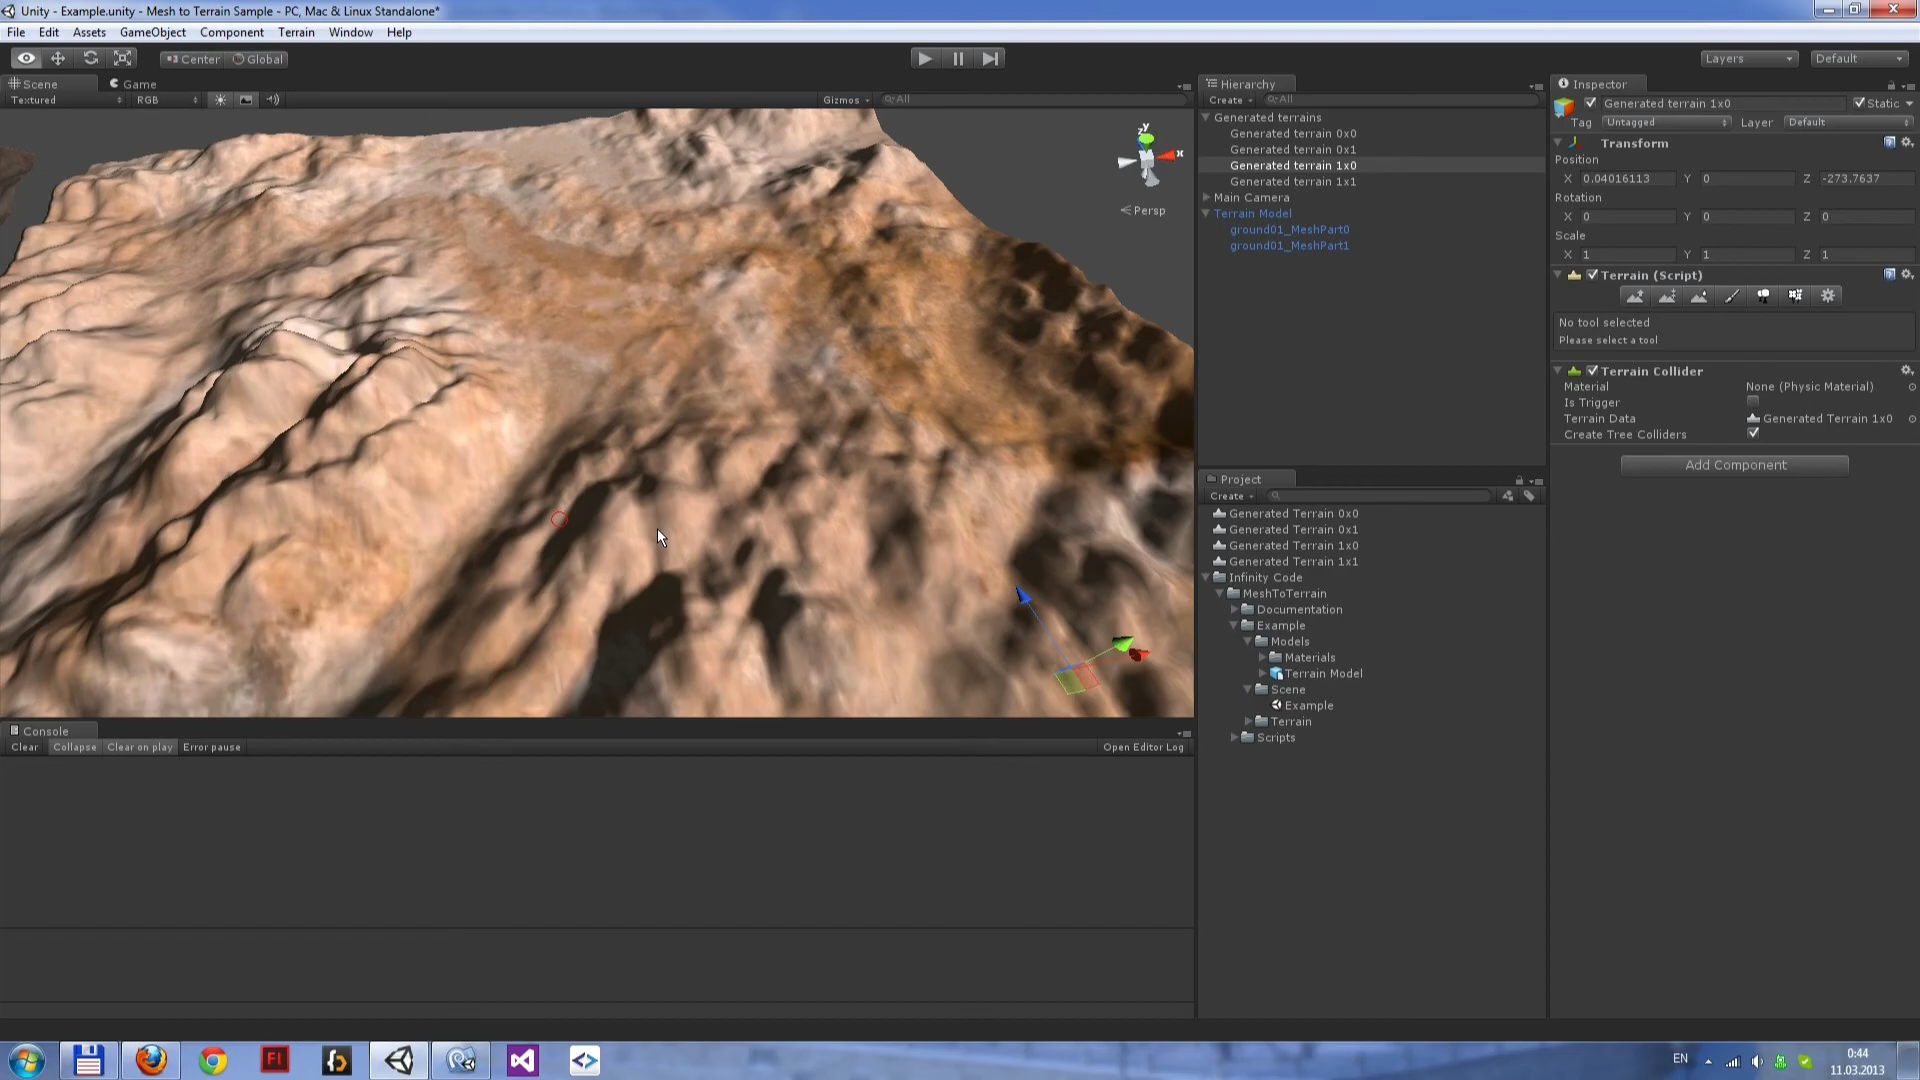 Unity - Example.unity - Mesh to Terrain Sample - PC, Mac & Linux Standalone*
File Edit Assets GameObject Component Terrain Window Help
Center Global
Layers Default
Scene Game
Textured RGB Gizmos All
y
z
x
Persp
Console
Clear Collapse Clear on play Error pause Open Editor Log
Hierarchy
Create All
Generated terrains
Generated terrain 0x0
Generated terrain 0x1
Generated terrain 1x0
Generated terrain 1x1
Main Camera
Terrain Model
ground01_MeshPart0
ground01_MeshPart1
Project
Create
Generated Terrain 0x0
Generated Terrain 0x1
Generated Terrain 1x0
Generated Terrain 1x1
Infinity Code
MeshToTerrain
Documentation
Example
Models
Materials
Terrain Model
Scene
Example
Terrain
Scripts
Inspector
Generated terrain 1x0 Static
Tag Untagged Layer Default
Transform
Position
X 0.04016113 Y 0 Z -273.7637
Rotation
X 0 Y 0 Z 0
Scale
X 1 Y 1 Z 1
Terrain (Script)
No tool selected
Please select a tool
Terrain Collider
Material None (Physic Material)
Is Trigger
Terrain Data Generated Terrain 1x0
Create Tree Colliders
Add Component
Fl
EN
0:44
11.03.2013